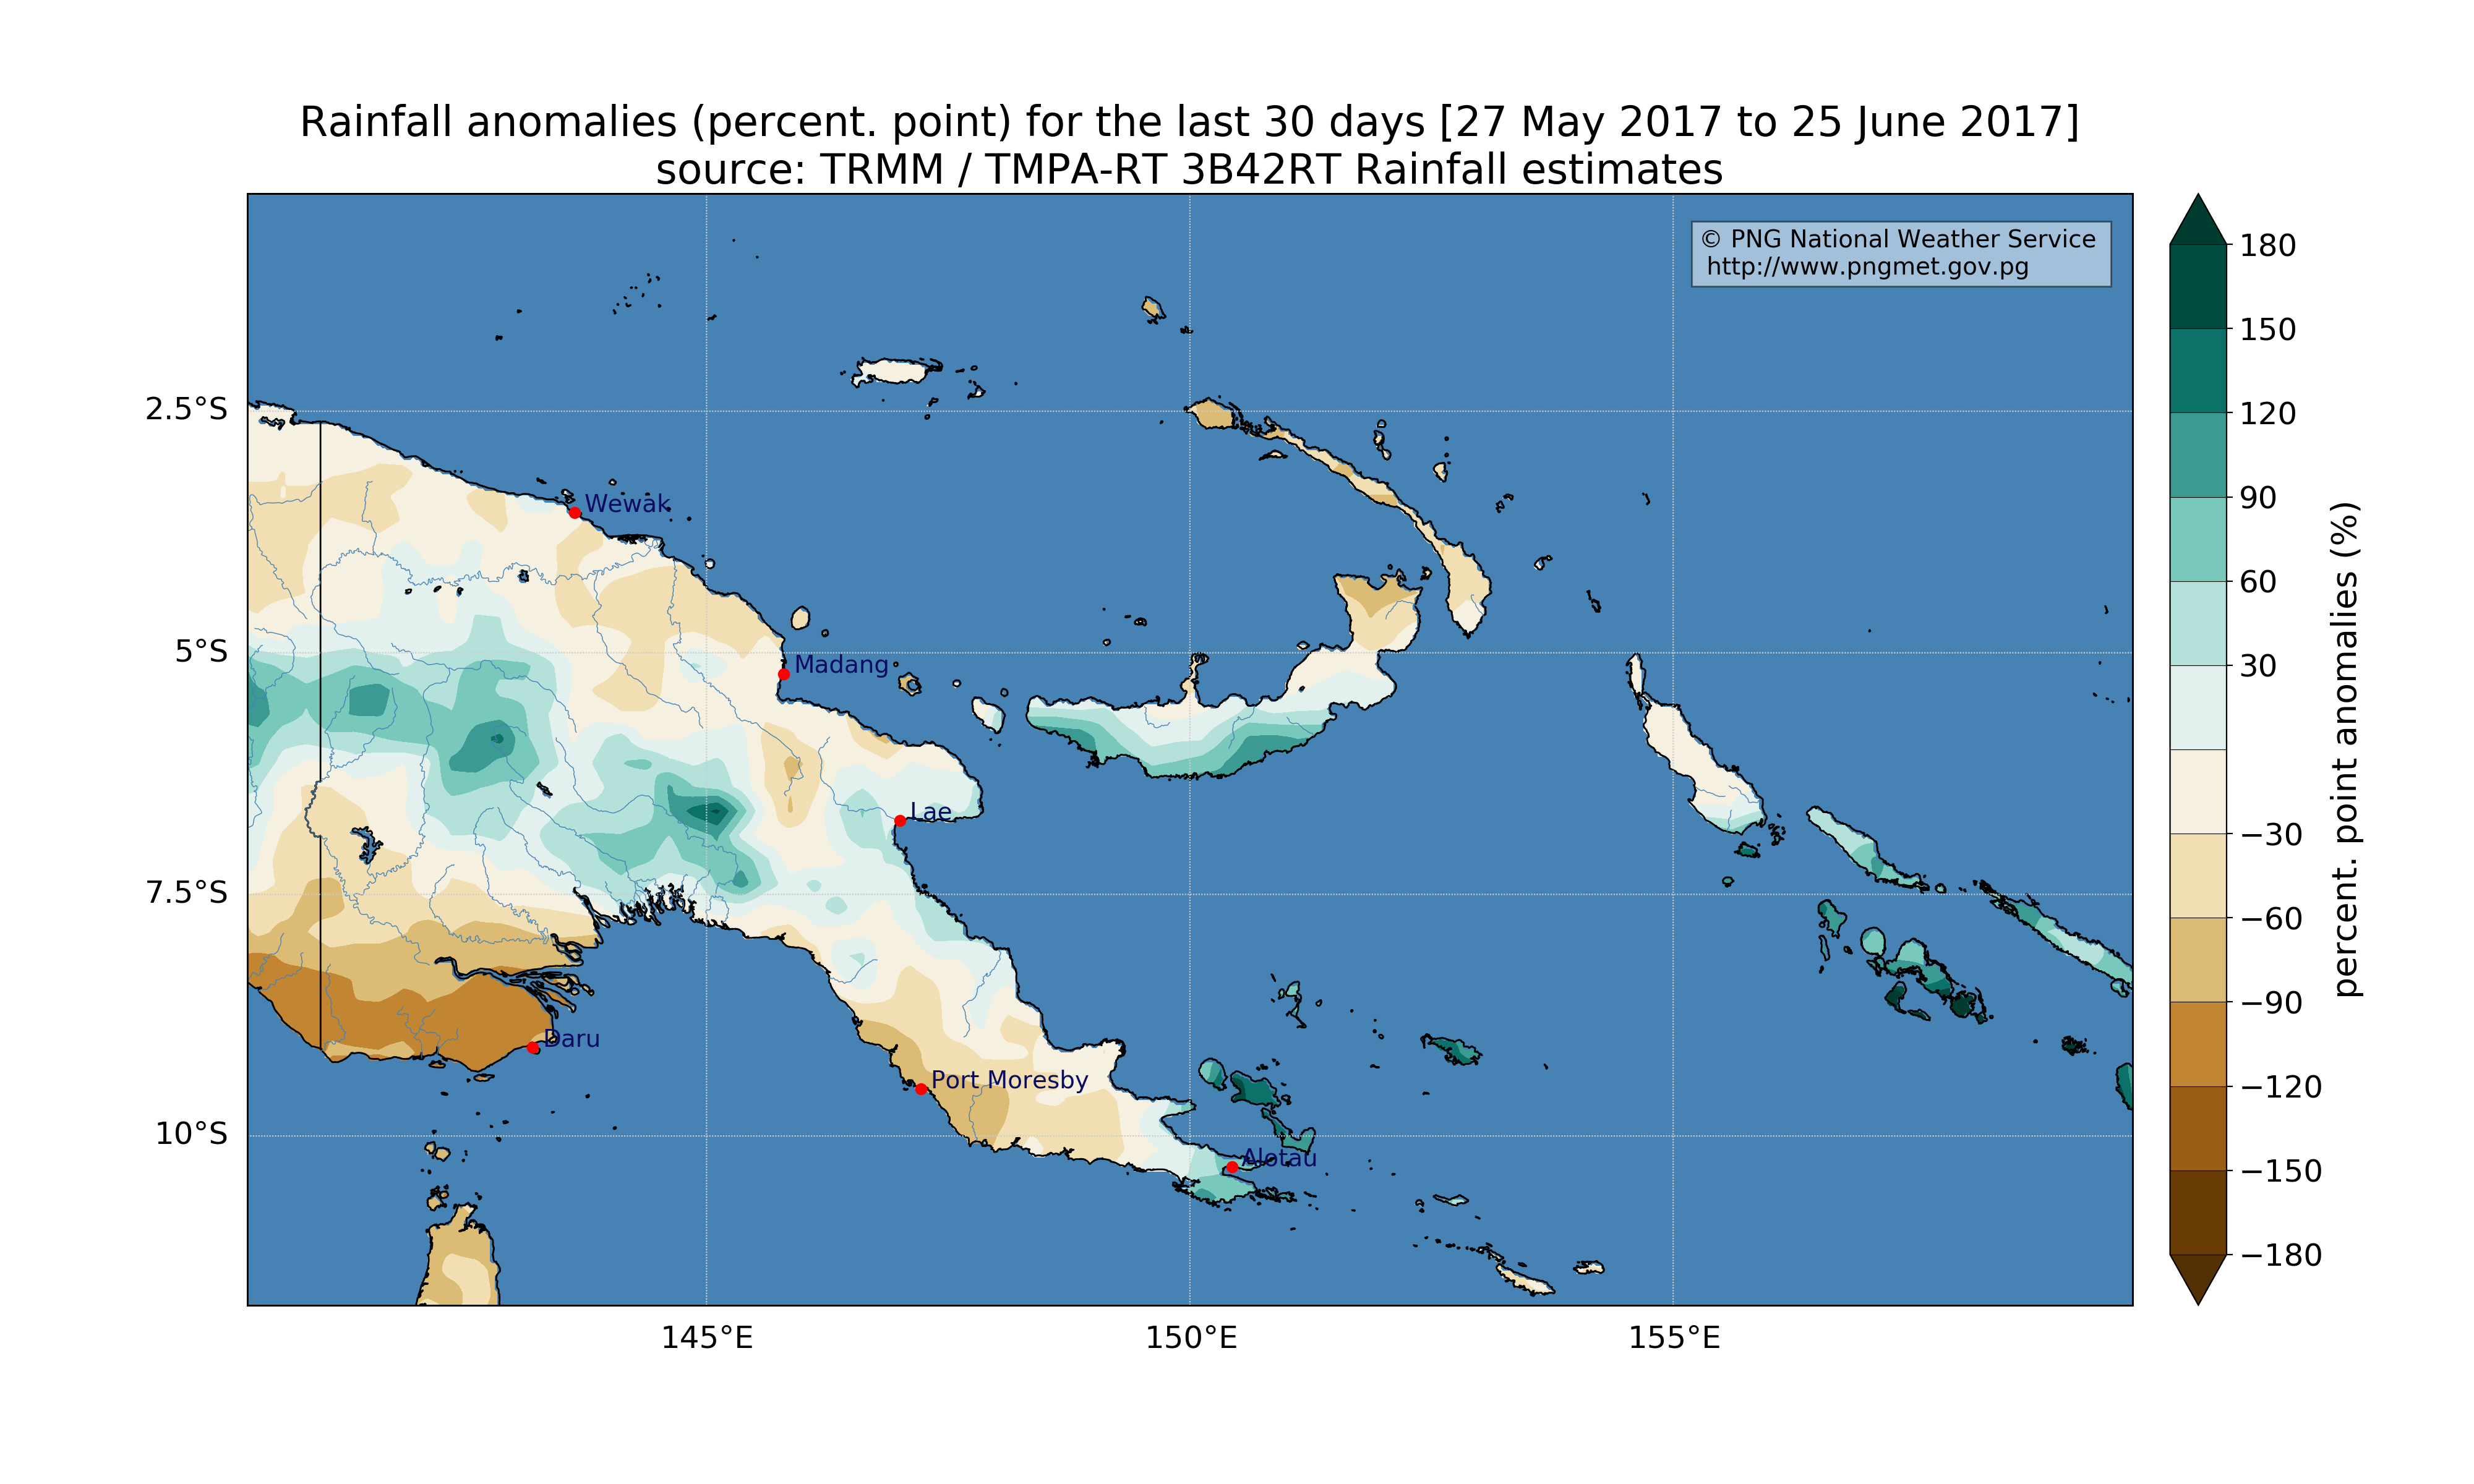 Rainfall anomalies (percent. point) for the last 30 days [27 May 2017 to 25 June 2017]
source: TRMM / TMPA-RT 3B42RT Rainfall estimates
© PNG National Weather Service
http://www.pngmet.gov.pg
2.5°S
5°S
7.5°S
10°S
145°E
150°E
155°E
Wewak
Madang
Lae
Daru
Port Moresby
Alotau
180
150
120
90
60
30
−30
−60
−90
−120
−150
−180
percent. point anomalies (%)